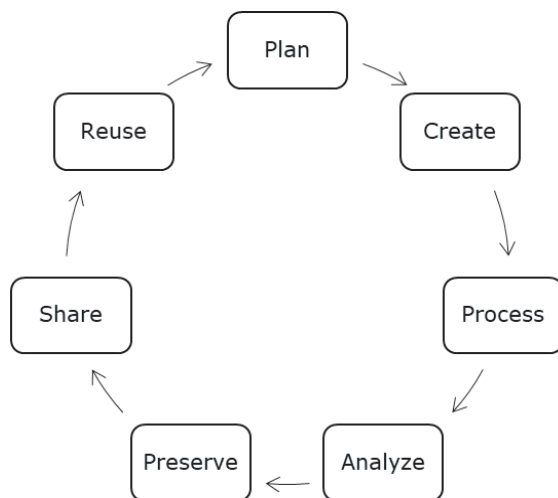 Plan
Create
Process
Analyze
Preserve
Share
Reuse